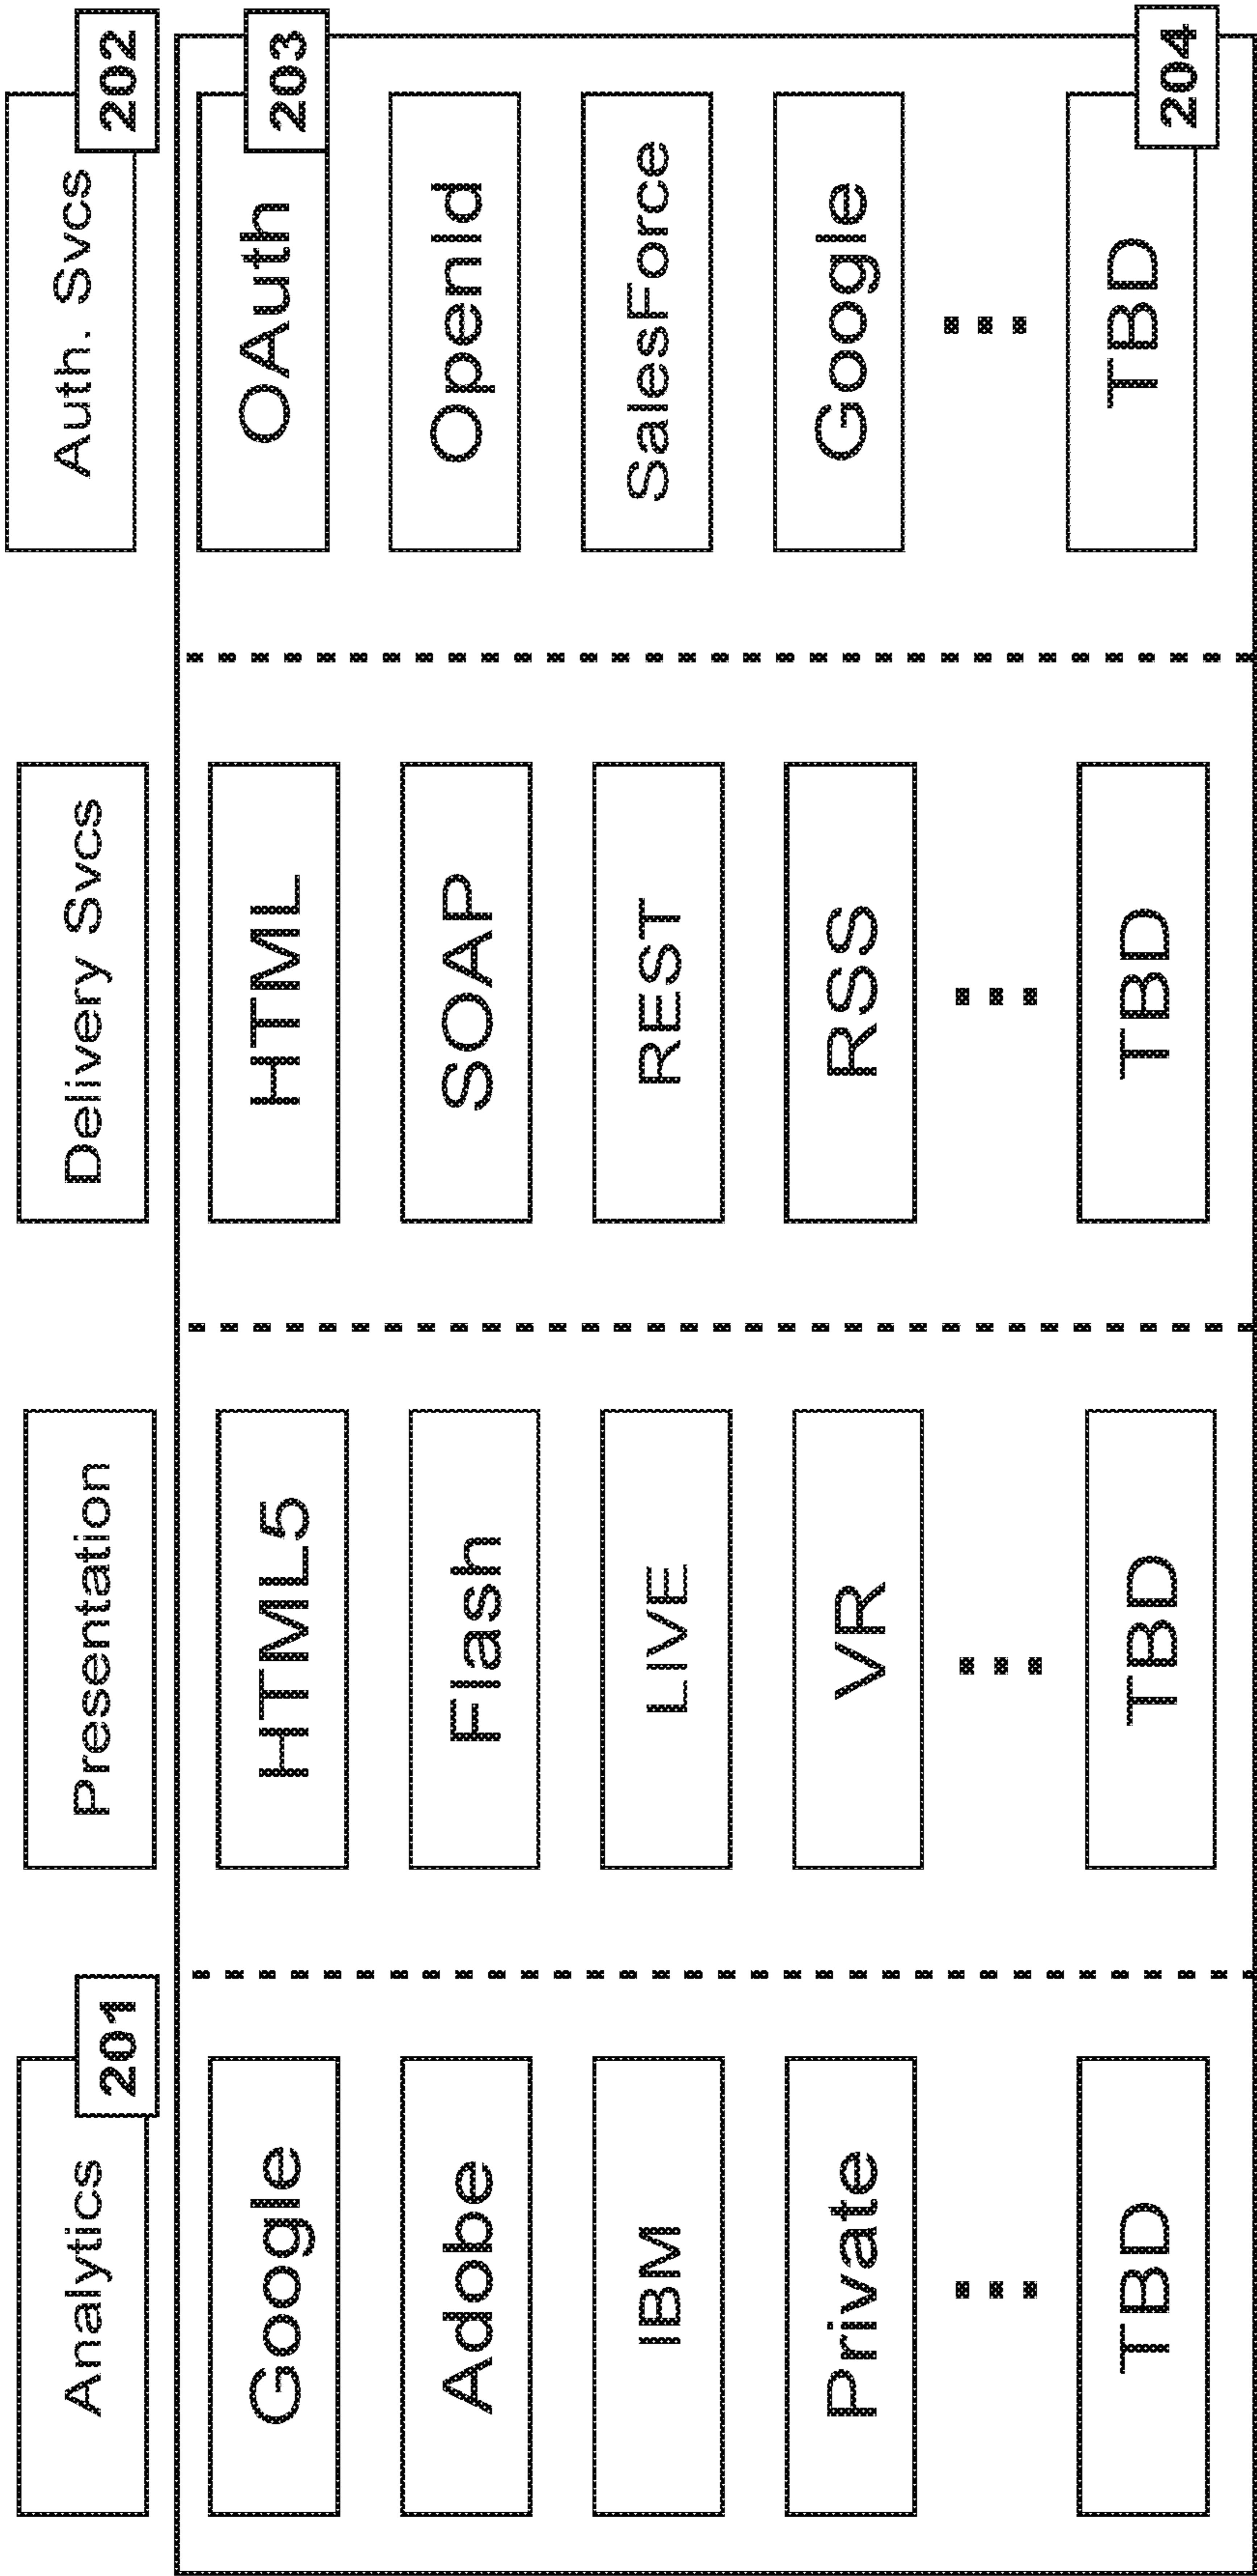 Analytics
201
Google
Adobe
IBM
Private
TBD
Presentation
HTML5
Flash
LIVE
VR
TBD
Delivery Svcs
HTML
SOAP
REST
RSS
TBD
Auth. Svcs
202
OAuth
203
Openid
SalesForce
Google
TBD
204